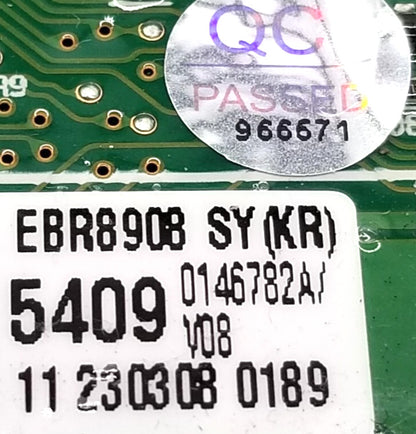 QC
PASSED
966671
EBR8908 SY(KR)
5409
0146782A/
V08
11 230308 0189